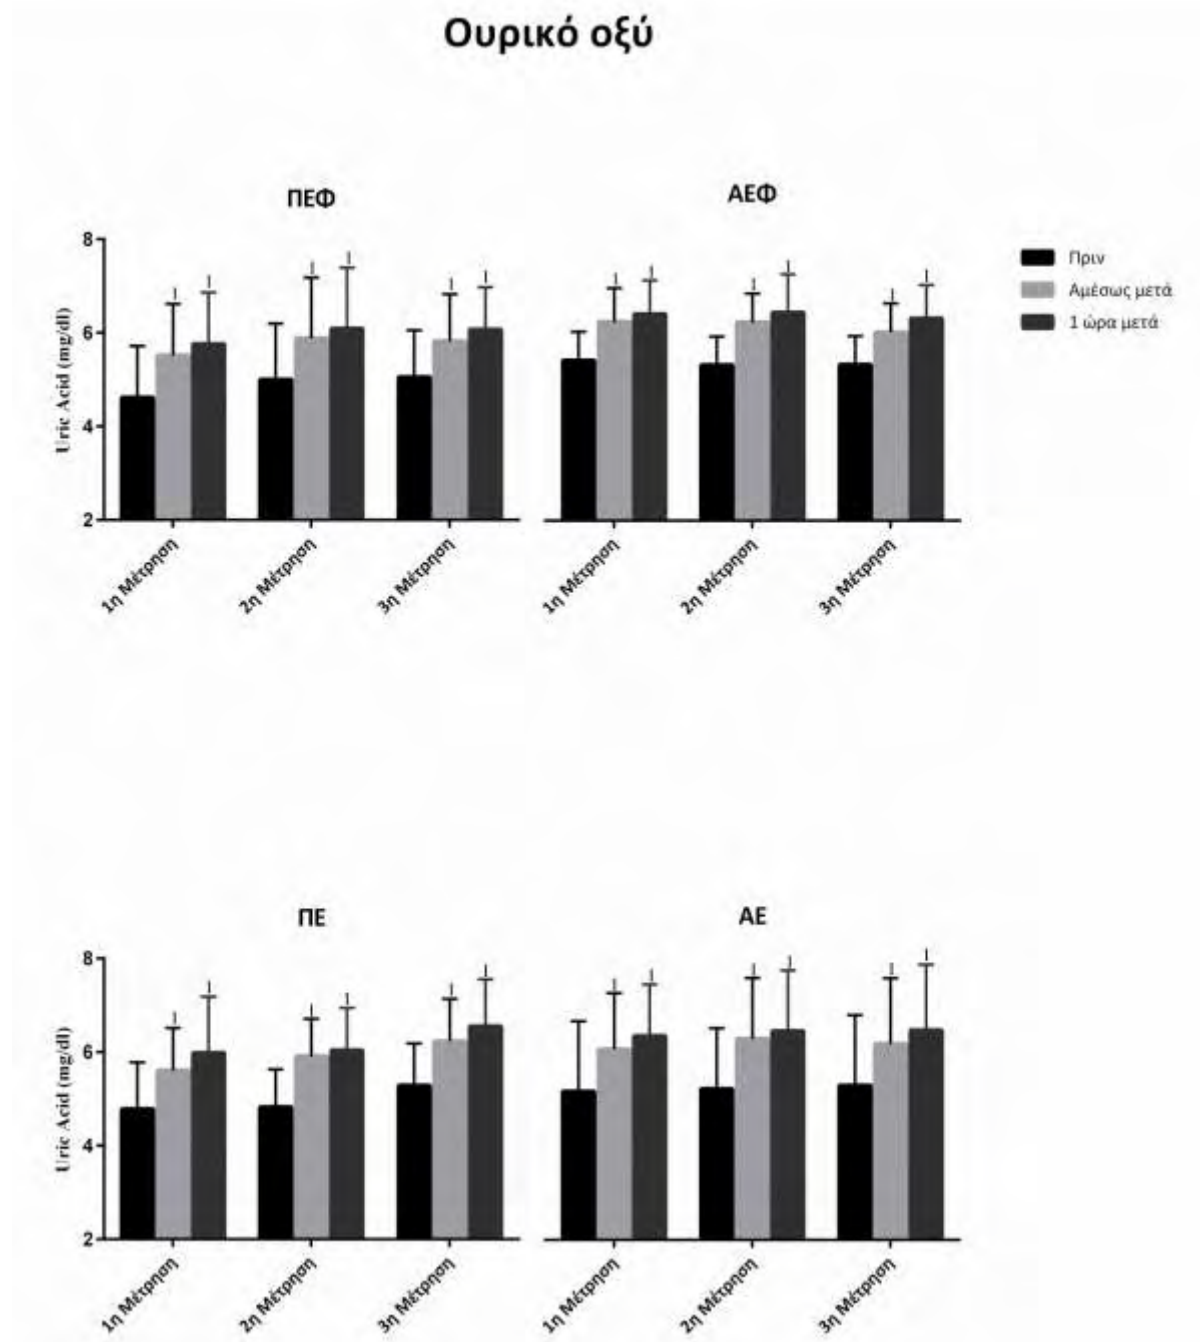 Ουρικό οξύ
ΠΕΦ
ΑΕΦ
Uric Acid (mg/dl)
8
6
4
2
1η Μέτρηση
2η Μέτρηση
3η Μέτρηση
1η Μέτρηση
2η Μέτρηση
3η Μέτρηση
Πριν
Αμέσως μετά
1 ώρα μετά
ΠΕ
ΑΕ
Uric Acid (mg/dl)
8
6
4
2
1η Μέτρηση
2η Μέτρηση
3η Μέτρηση
1η Μέτρηση
2η Μέτρηση
3η Μέτρηση